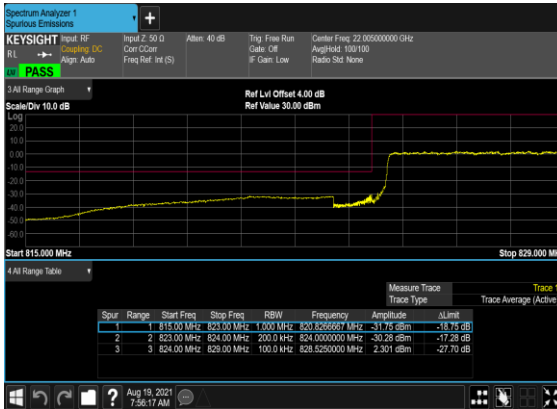 Spectrum Analyzer 1
Spurious Emissions
+
KEYSIGHT Input: RF Input Z: 50 Ω Atten: 40 dB Trig: Free Run Center Freq: 22.005000000 GHz
RL Coupling: DC Corr CCorr Gate: Off Avg|Hold: 100/100
Align: Auto Freq Ref: Int (S) IF Gain: Low Radio Std: None
PASS
3 All Range Graph
Ref Lvl Offset 4.00 dB
Scale/Div 10.0 dB Ref Value 30.00 dBm
Log
20.0
10.0
0.00
-10.0
-20.0
-30.0
-40.0
-50.0
-60.0
Start 815.000 MHz Stop 829.000 MH
4 All Range Table
Measure Trace Trace 1
Trace Type Trace Average (Active
Spur Range Start Freq Stop Freq RBW Frequency Amplitude ΔLimit
1 1 815.00 MHz 823.00 MHz 1.000 MHz 820.8266667 MHz -31.75 dBm -18.75 dB
2 2 823.00 MHz 824.00 MHz 200.0 kHz 824.0000000 MHz -30.28 dBm -17.28 dB
3 3 824.00 MHz 829.00 MHz 100.0 kHz 828.5250000 MHz 2.301 dBm -27.70 dB
? Aug 19, 2021
7:56:17 AM